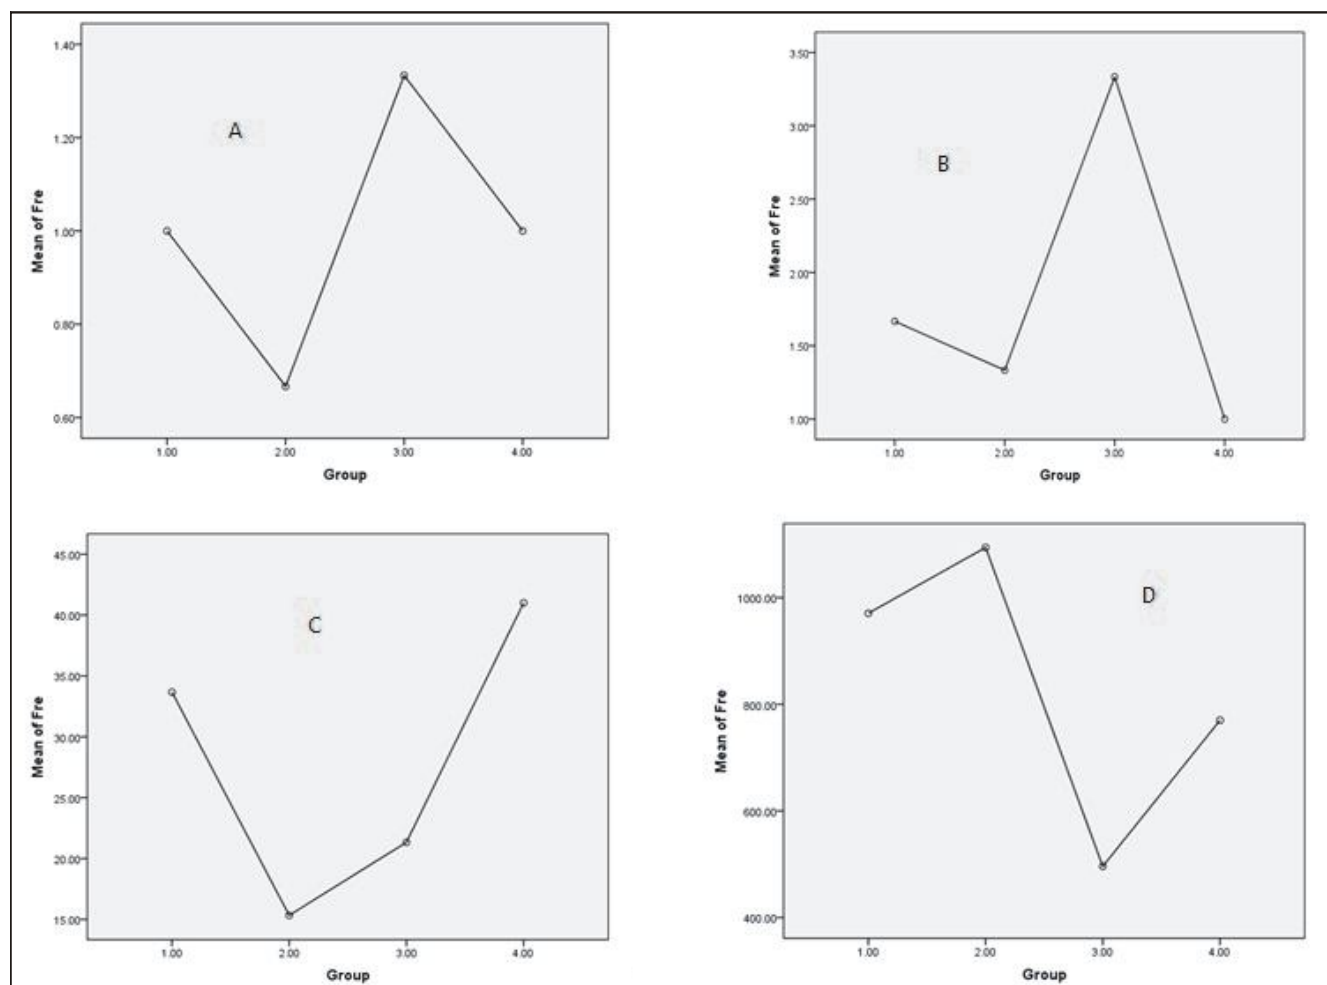 A
Mean of Fre
1.40
1.20
1.00
0.80
0.60
1.00 2.00 3.00 4.00
Group
B
Mean of Fre
3.50
3.00
2.50
2.00
1.50
1.00
1.00 2.00 3.00 4.00
Group
C
Mean of Fre
45.00
40.00
35.00
30.00
25.00
20.00
15.00
1.00 2.00 3.00 4.00
Group
D
Mean of Fre
1000.00
800.00
600.00
400.00
1.00 2.00 3.00 4.00
Group